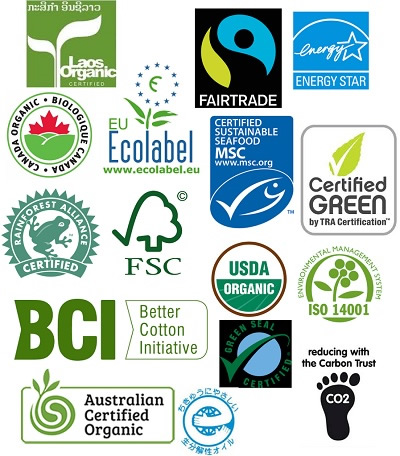 ກະສິກໍາ ອິນຊີລາວ
Laos
Organic
CERTIFIED
FAIRTRADE
energy
ENERGY STAR
CANADA ORGANIC • BIOLOGIQUE CANADA •
EU
Ecolabel
www.ecolabel.eu
CERTIFIED
SUSTAINABLE
SEAFOOD
MSC
www.msc.org
TM
Certified
GREEN
by TRA Certification™
RAINFOREST ALLIANCE
CERTIFIED
©
FSC
USDA
ORGANIC
ENVIRONMENTAL MANAGEMENT SYSTEM
ISO 14001
BCI
Better
Cotton
Initiative
GREEN SEAL
CERTIFIED
reducing with
the Carbon Trust
CO2
Australian
Certified
Organic
ちきゅうにやさしい
生分解性オイル